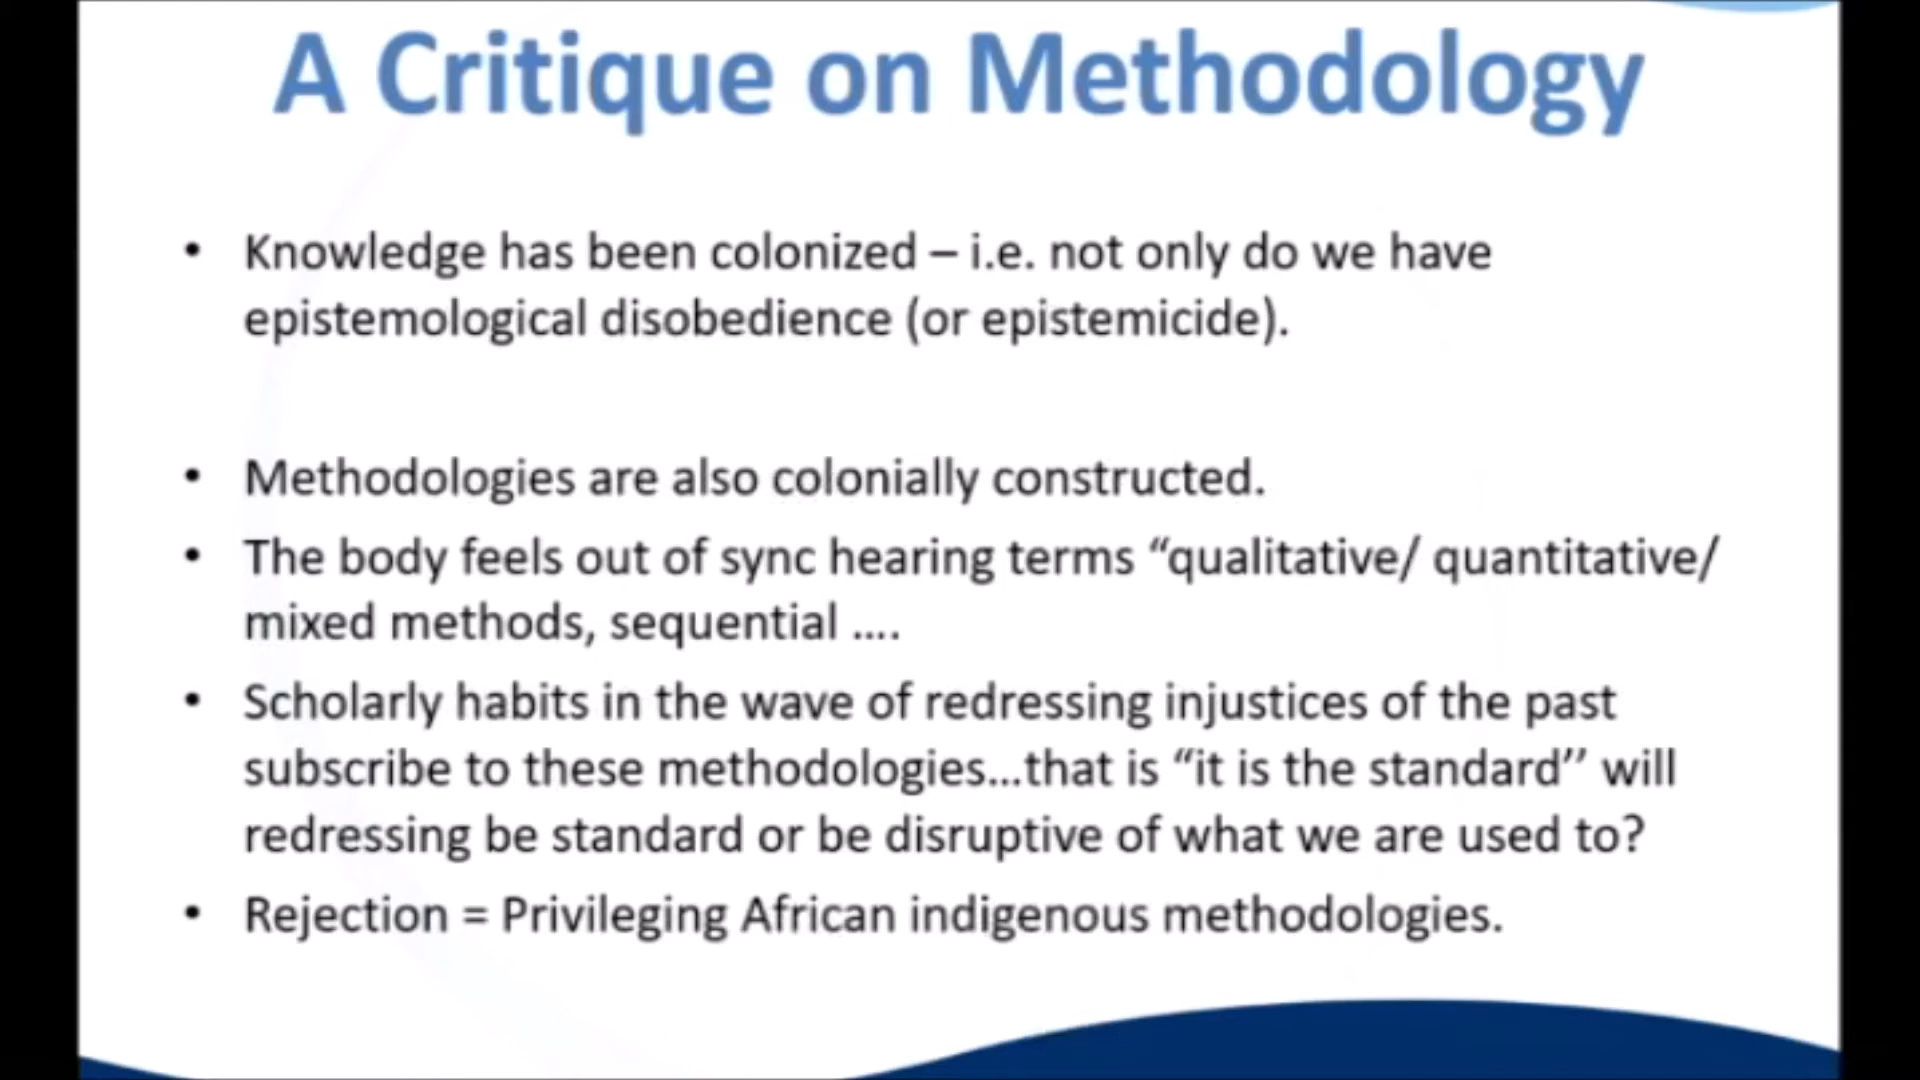 A Critique on Methodology
• Knowledge has been colonized – i.e. not only do we have
epistemological disobedience (or epistemicide).
• Methodologies are also colonially constructed.
• The body feels out of sync hearing terms “qualitative/ quantitative/
mixed methods, sequential ….
• Scholarly habits in the wave of redressing injustices of the past
subscribe to these methodologies…that is “it is the standard’’ will
redressing be standard or be disruptive of what we are used to?
• Rejection = Privileging African indigenous methodologies.